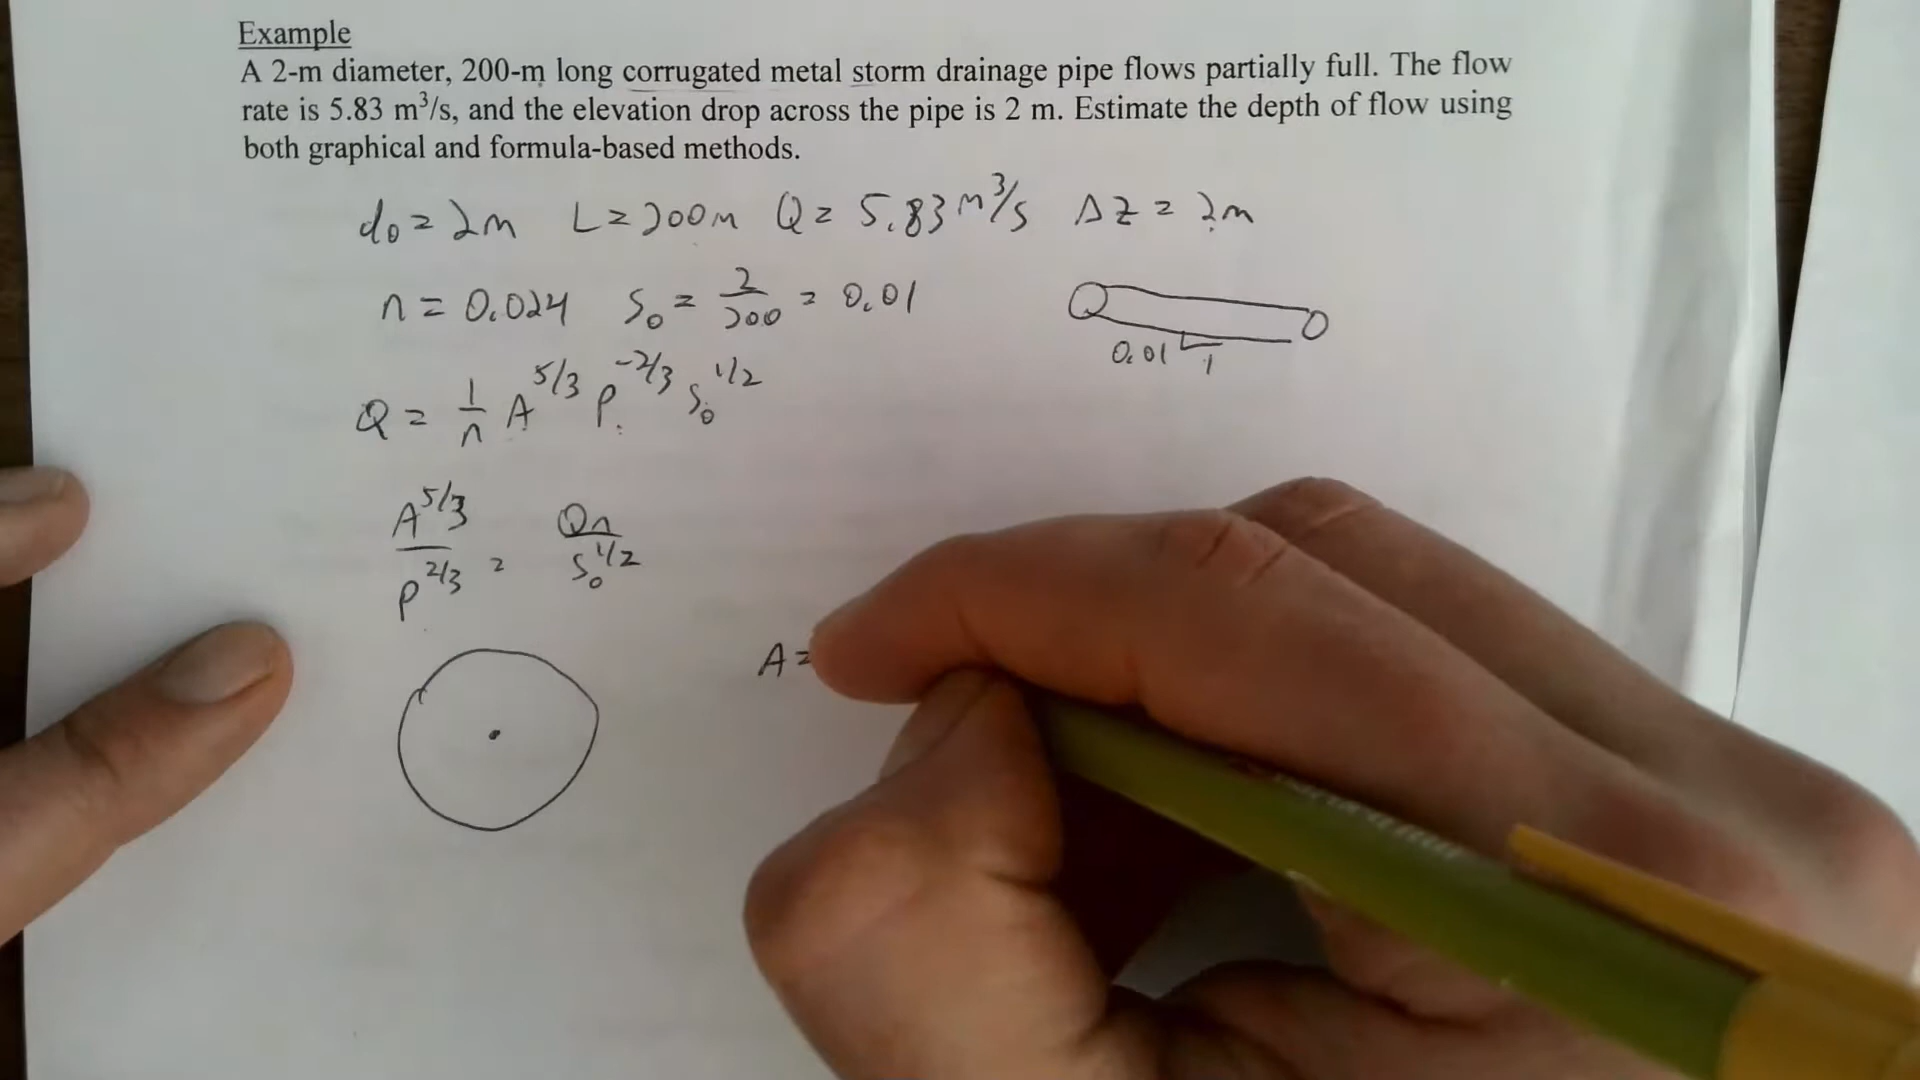 Example
A 2-m diameter, 200-m long corrugated metal storm drainage pipe flows partially full. The flow
rate is 5.83 m³/s, and the elevation drop across the pipe is 2 m. Estimate the depth of flow using
both graphical and formula-based methods.
d₀ = 2m L = 200m Q = 5.83 m³/s Δz = 2m
n = 0.024 S₀ = 2/200 = 0.01
0.01 1
Q = 1/n A^5/3 P^-2/3 S₀^1/2
A^5/3 / P^2/3 = Qn / S₀^1/2
A =